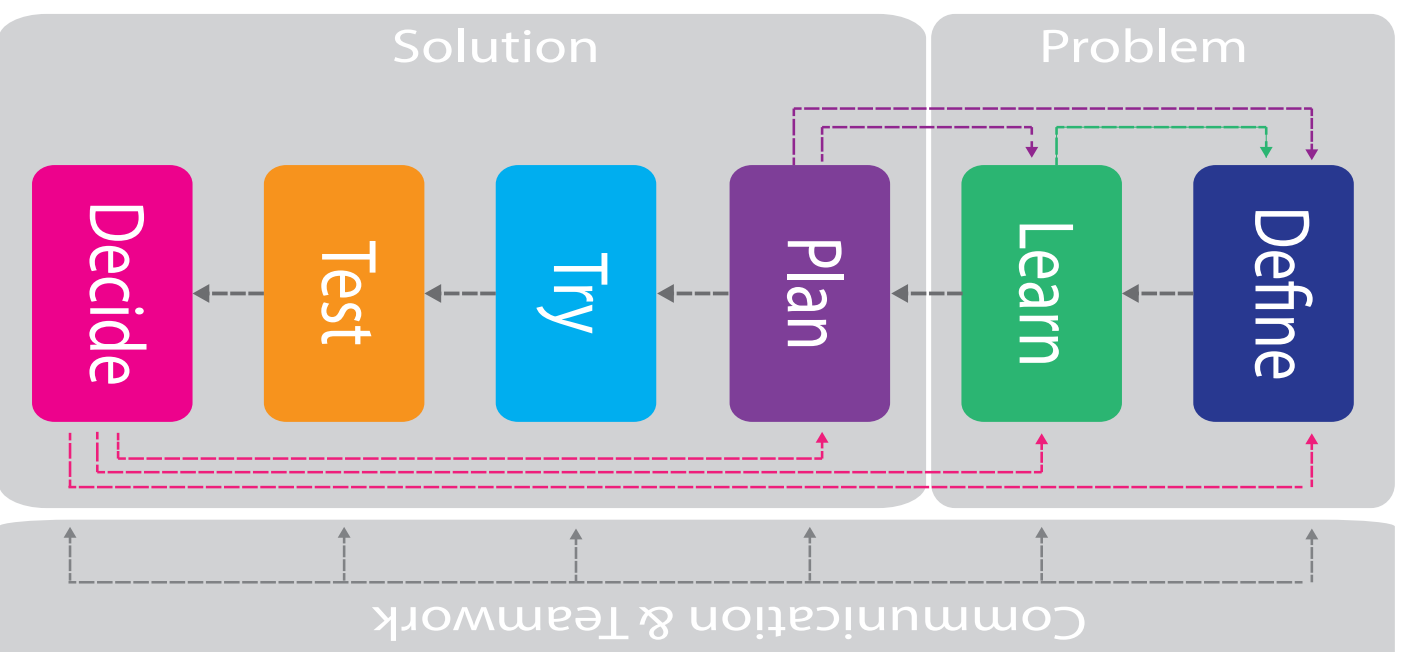 Solution
Problem
Decide
Test
Try
Plan
Learn
Define
Communication & Teamwork